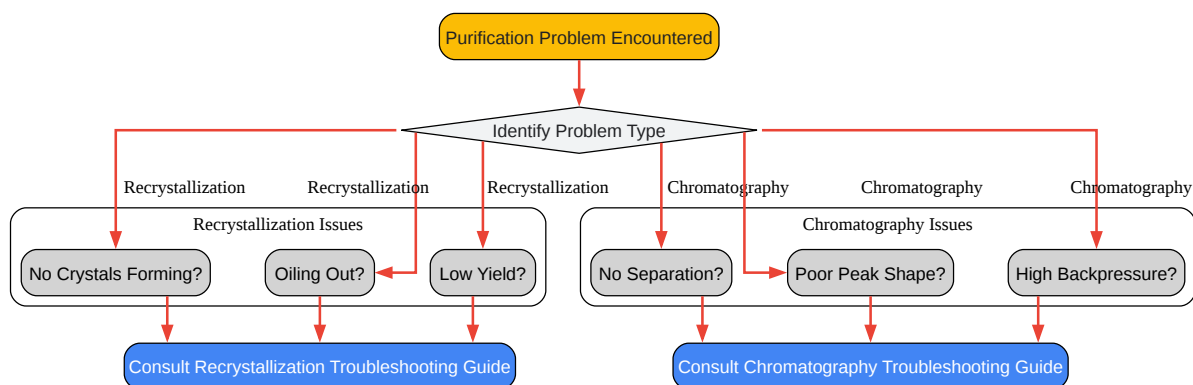 Purification Problem Encountered
Identify Problem Type
Recrystallization
Recrystallization
Recrystallization
Chromatography
Chromatography
Chromatography
Recrystallization Issues
Chromatography Issues
No Crystals Forming?
Oiling Out?
Low Yield?
No Separation?
Poor Peak Shape?
High Backpressure?
Consult Recrystallization Troubleshooting Guide
Consult Chromatography Troubleshooting Guide